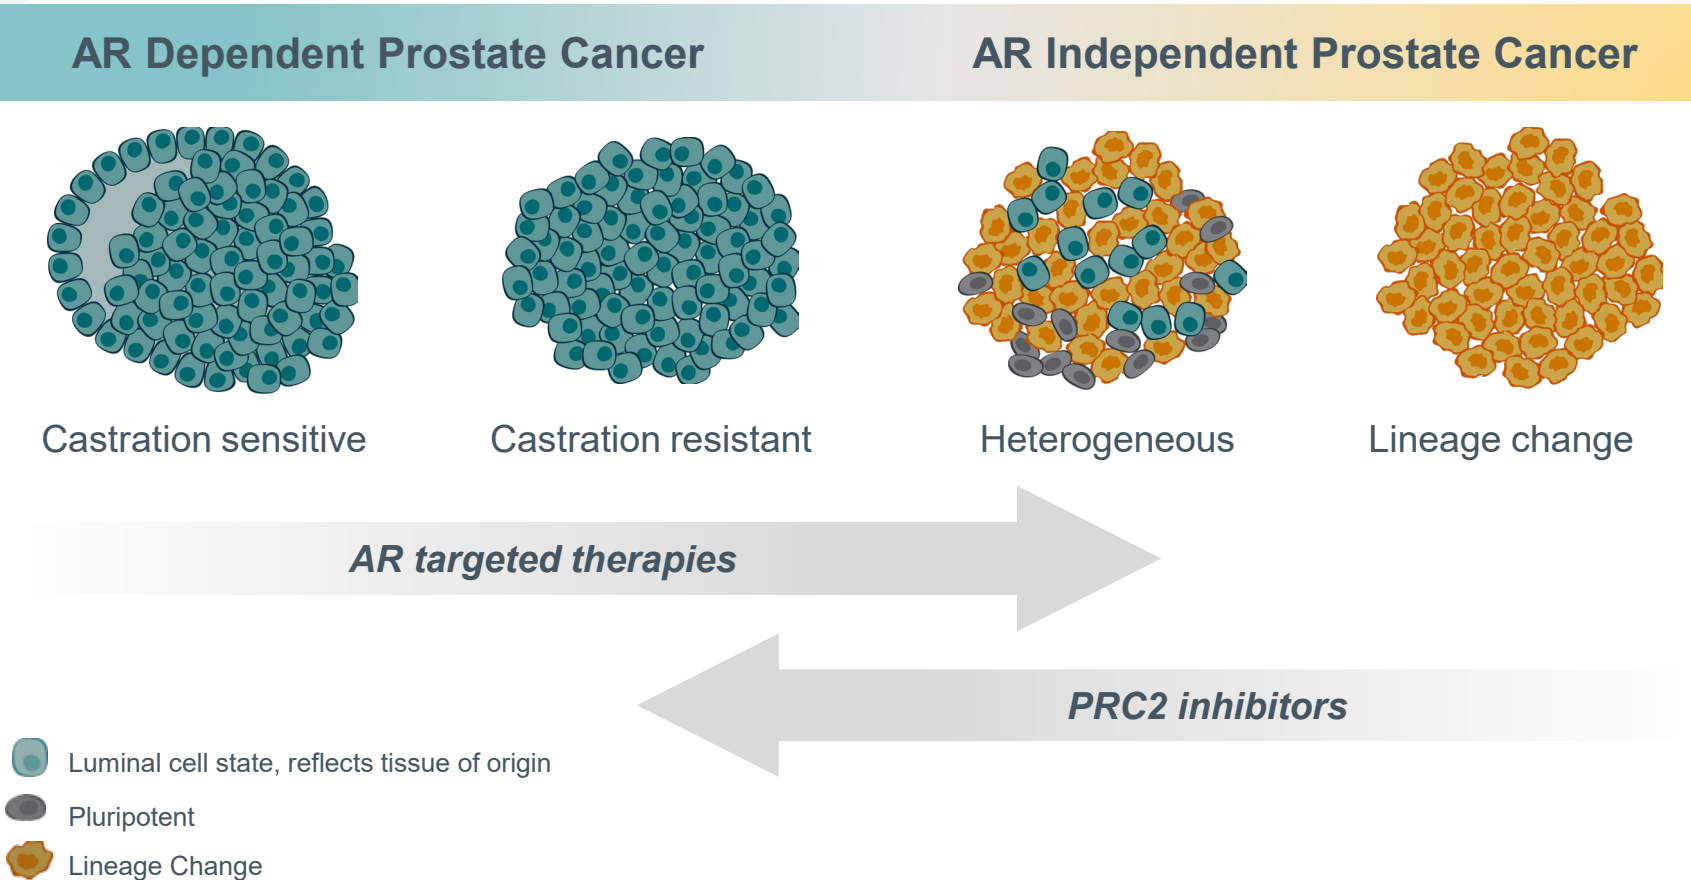 AR Dependent Prostate Cancer
AR Independent Prostate Cancer
Castration sensitive
Castration resistant
Heterogeneous
Lineage change
AR targeted therapies
PRC2 inhibitors
Luminal cell state, reflects tissue of origin
Pluripotent
Lineage Change